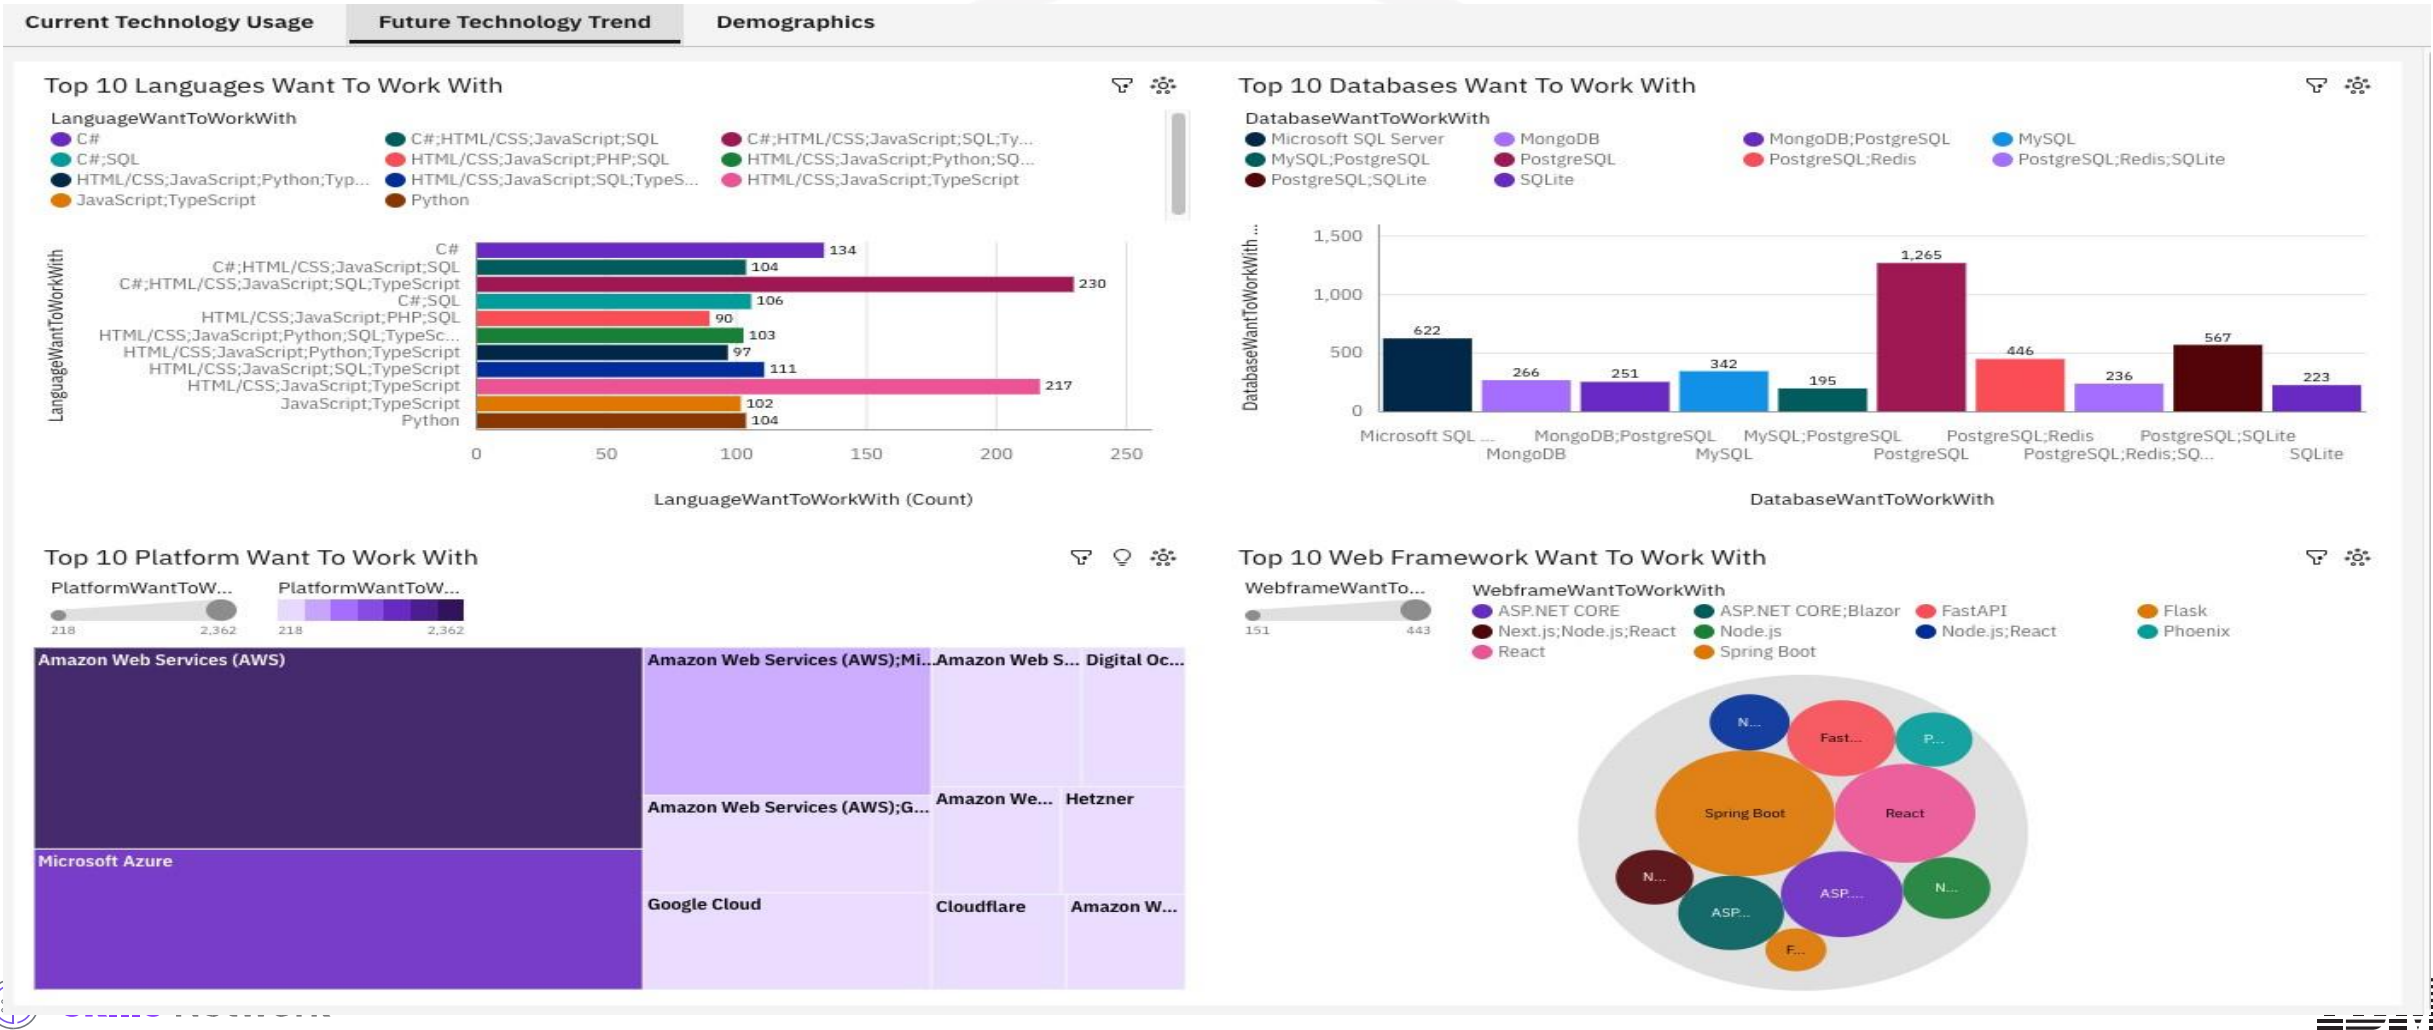 Current Technology Usage Future Technology Trend Demographics
Top 10 Languages Want To Work With
LanguageWantToWorkWith
C# C#;HTML/CSS;JavaScript;SQL C#;HTML/CSS;JavaScript;SQL;Ty...
C#;SQL HTML/CSS;JavaScript;PHP;SQL HTML/CSS;JavaScript;Python;SQ...
HTML/CSS;JavaScript;Python;Typ... HTML/CSS;JavaScript;SQL;TypeS... HTML/CSS;JavaScript;TypeScript
JavaScript;TypeScript Python
LanguageWantToWorkWith
C# 134
C#;HTML/CSS;JavaScript;SQL 104
C#;HTML/CSS;JavaScript;SQL;TypeScript 230
C#;SQL 106
HTML/CSS;JavaScript;PHP;SQL 90
HTML/CSS;JavaScript;Python;SQL;TypeSc... 103
HTML/CSS;JavaScript;Python;TypeScript 97
HTML/CSS;JavaScript;SQL;TypeScript 111
HTML/CSS;JavaScript;TypeScript 217
JavaScript;TypeScript 102
Python 104
0 50 100 150 200 250
LanguageWantToWorkWith (Count)
Top 10 Databases Want To Work With
DatabaseWantToWorkWith
Microsoft SQL Server MongoDB MongoDB;PostgreSQL MySQL
MySQL;PostgreSQL PostgreSQL PostgreSQL;Redis PostgreSQL;Redis;SQLite
PostgreSQL;SQLite SQLite
DatabaseWantToWorkWith ...
1,500
1,000
500
0
622 266 251 342 195 1,265 446 236 567 223
Microsoft SQL ... MongoDB;PostgreSQL MySQL;PostgreSQL PostgreSQL;Redis PostgreSQL;SQLite
MongoDB MySQL PostgreSQL PostgreSQL;Redis;SQ... SQLite
DatabaseWantToWorkWith
Top 10 Platform Want To Work With
PlatformWantToW... PlatformWantToW...
218 2,362 218 2,362
Amazon Web Services (AWS) Amazon Web Services (AWS);Mi... Amazon Web S... Digital Oc...
Amazon Web Services (AWS);G... Amazon We... Hetzner
Microsoft Azure
Google Cloud Cloudflare Amazon W...
Top 10 Web Framework Want To Work With
WebframeWantTo... WebframeWantToWorkWith
151 443
ASP.NET CORE ASP.NET CORE;Blazor FastAPI Flask
Next.js;Node.js;React Node.js Node.js;React Phoenix
React Spring Boot
N... Fast... P...
Spring Boot React
N... ASP... ASP.... N...
F...